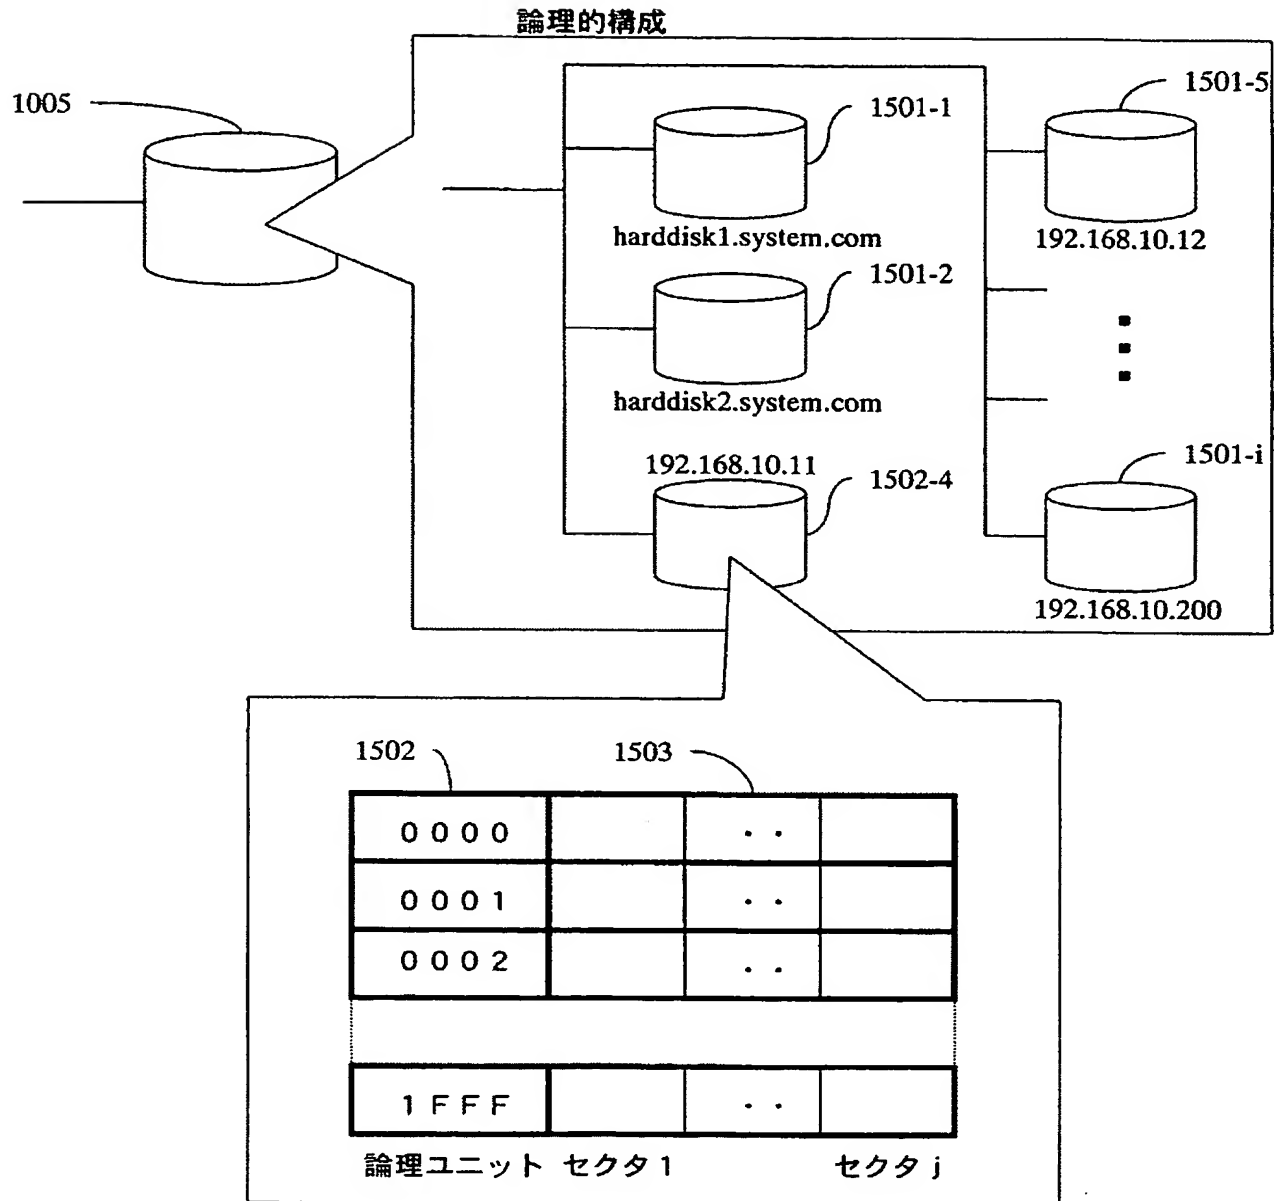 論理的構成
1005
1501-1
1501-5
harddisk1.system.com
192.168.10.12
1501-2
harddisk2.system.com
192.168.10.11
1502-4
1501-i
192.168.10.200
1502
1503
0000
‥
0001
‥
0002
‥
1FFF
‥
論理ユニット セクタ1 セクタj